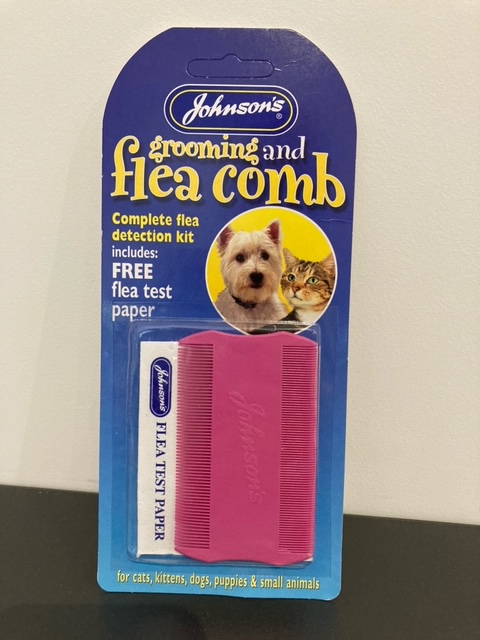 Johnson's®
grooming and
flea comb
Complete flea
detection kit
includes:
FREE
flea test
paper
Johnson's
FLEA TEST PAPER
Johnson's
for cats, kittens, dogs, puppies & small animals